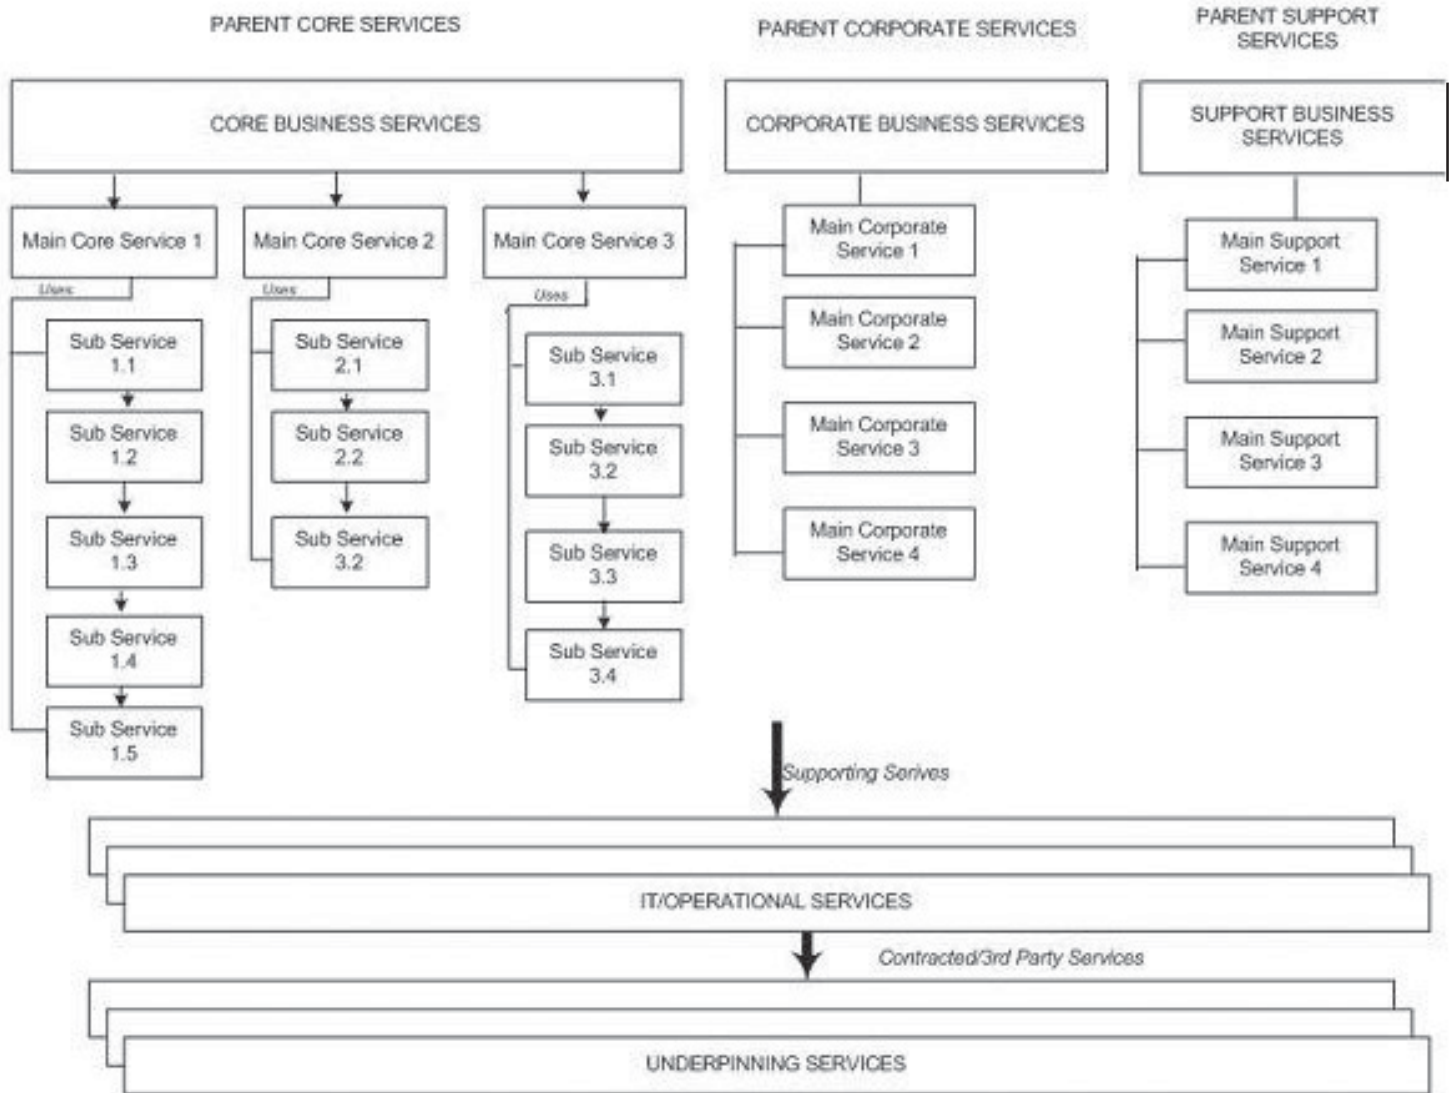 PARENT CORE SERVICES
PARENT CORPORATE SERVICES
PARENT SUPPORT
SERVICES
CORE BUSINESS SERVICES
CORPORATE BUSINESS SERVICES
SUPPORT BUSINESS
SERVICES
Main Core Service 1
Uses
Sub Service
1.1
Sub Service
1.2
Sub Service
1.3
Sub Service
1.4
Sub Service
1.5
Main Core Service 2
Uses
Sub Service
2.1
Sub Service
2.2
Sub Service
3.2
Main Core Service 3
Uses
Sub Service
3.1
Sub Service
3.2
Sub Service
3.3
Sub Service
3.4
Main Corporate
Service 1
Main Corporate
Service 2
Main Corporate
Service 3
Main Corporate
Service 4
Main Support
Service 1
Main Support
Service 2
Main Support
Service 3
Main Support
Service 4
Supporting Serives
IT/OPERATIONAL SERVICES
Contracted/3rd Party Services
UNDERPINNING SERVICES